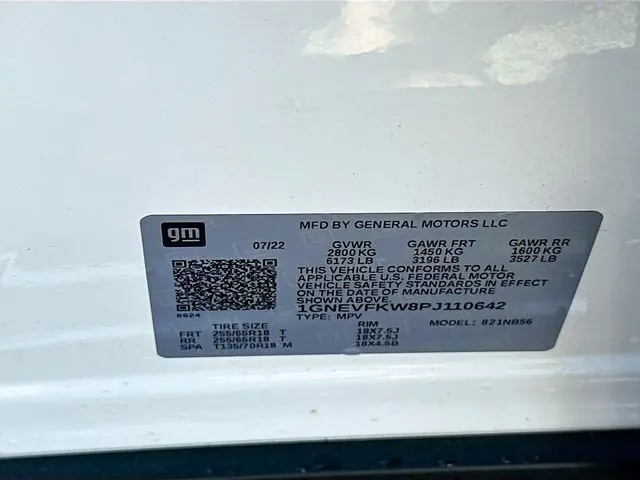 gm
MFD BY GENERAL MOTORS LLC
07/22 GVWR GAWR FRT GAWR RR
2800 KG 1450 KG 1600 KG
6173 LB 3196 LB 3527 LB
THIS VEHICLE CONFORMS TO ALL
APPLICABLE U.S. FEDERAL MOTOR
VEHICLE SAFETY STANDARDS IN EFFECT
ON THE DATE OF MANUFACTURE
SHOWN ABOVE.
1GNEVFKW8PJ110642
TYPE: MPV MODEL: 821NB56
8624
TIRE SIZE RIM
FRT 255/65R18 T 18X7.5J
RR 255/65R18 T 18X7.5J
SPA T135/70R18 M 18X4.5B